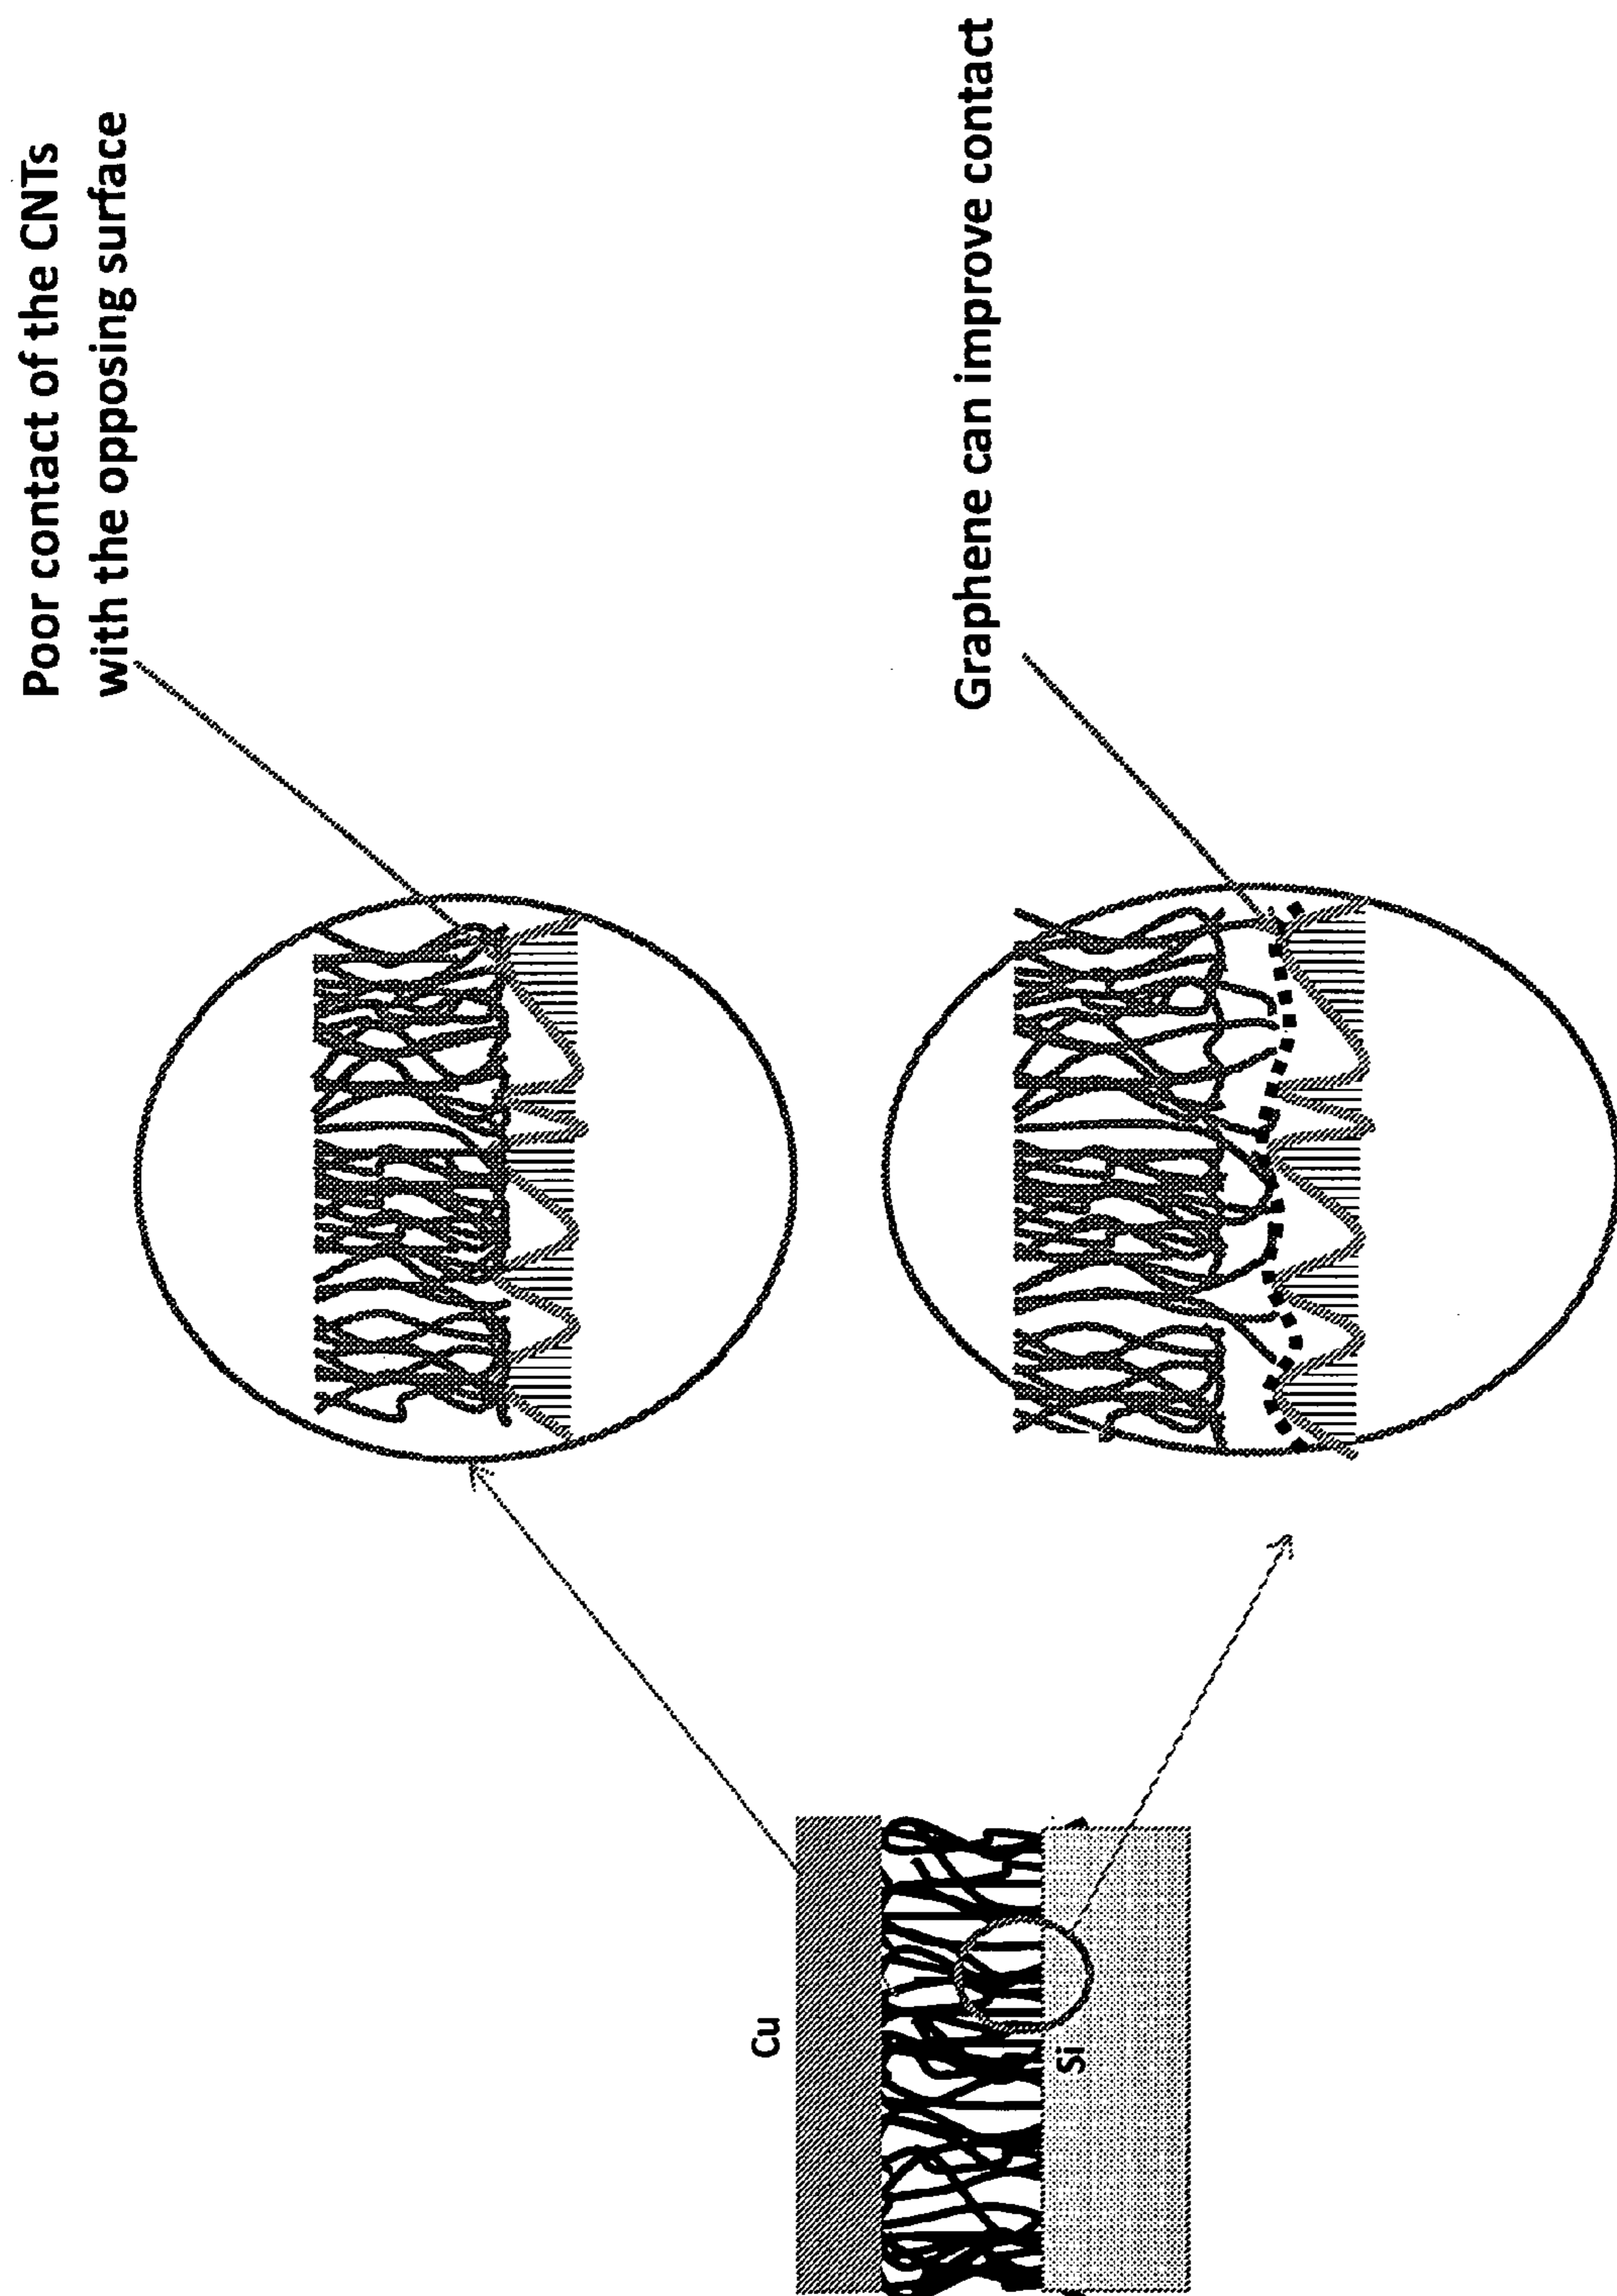 Poor contact of the CNTs
with the opposing surface
Graphene can improve contact
Cu
Si